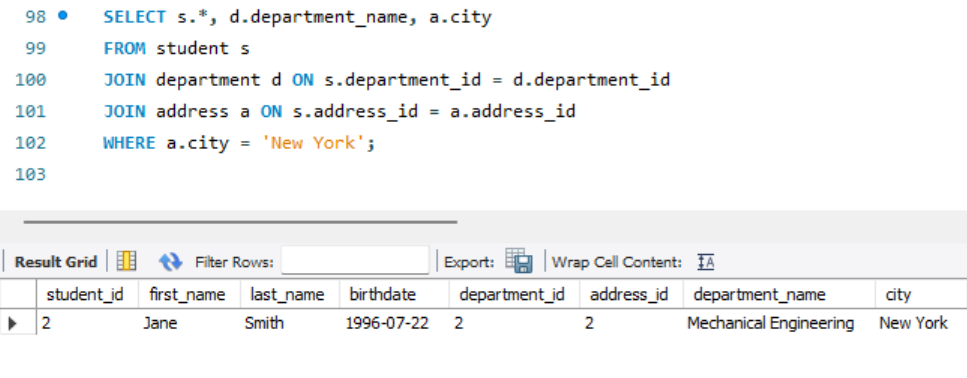 98 SELECT s.*, d.department_name, a.city
99 FROM student s
100 JOIN department d ON s.department_id = d.department_id
101 JOIN address a ON s.address_id = a.address_id
102 WHERE a.city = 'New York';
103
Result Grid Filter Rows: Export: Wrap Cell Content: IA
student_id first_name last_name birthdate department_id address_id department_name city
2 Jane Smith 1996-07-22 2 2 Mechanical Engineering New York